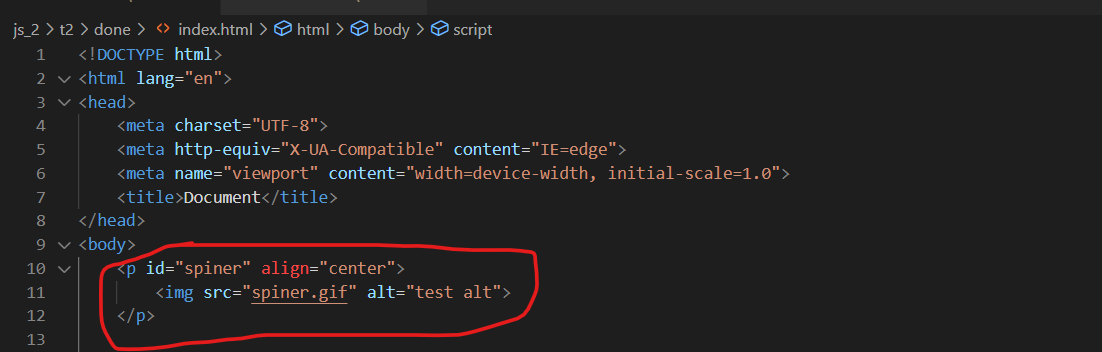 js_2 > t2 > done > index.html > html > body > script
1 <!DOCTYPE html>
2 <html lang="en">
3 <head>
4 <meta charset="UTF-8">
5 <meta http-equiv="X-UA-Compatible" content="IE=edge">
6 <meta name="viewport" content="width=device-width, initial-scale=1.0">
7 <title>Document</title>
8 </head>
9 <body>
10 <p id="spiner" align="center">
11 <img src="spiner.gif" alt="test alt">
12 </p>
13